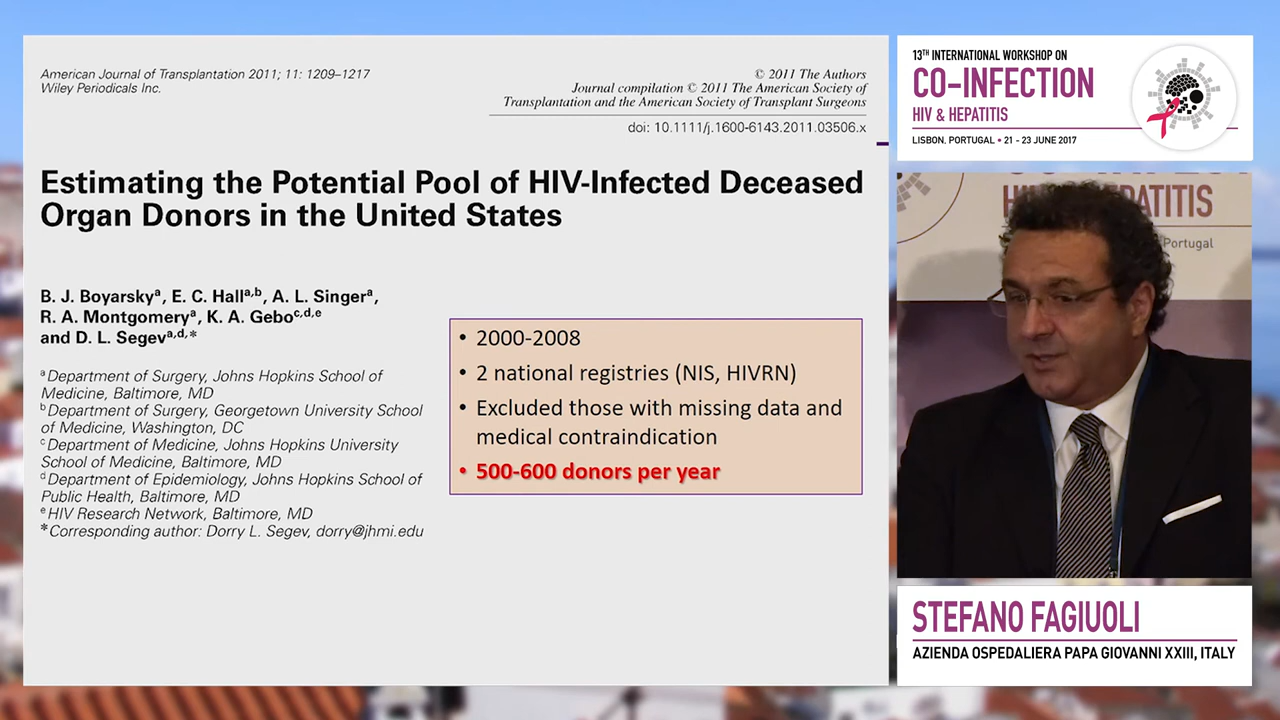 American Journal of Transplantation 2011; 11: 1209–1217
Wiley Periodicals Inc.
© 2011 The Authors
Journal compilation © 2011 The American Society of
Transplantation and the American Society of Transplant Surgeons
doi: 10.1111/j.1600-6143.2011.03506.x
Estimating the Potential Pool of HIV-Infected Deceased
Organ Donors in the United States
B. J. Boyarskyᵃ, E. C. Hallᵃ,ᵇ, A. L. Singerᵃ,
R. A. Montgomeryᵃ, K. A. Geboᶜ,ᵈ,ᵉ
and D. L. Segevᵃ,ᵈ,*
ᵃDepartment of Surgery, Johns Hopkins School of
Medicine, Baltimore, MD
ᵇDepartment of Surgery, Georgetown University School
of Medicine, Washington, DC
ᶜDepartment of Medicine, Johns Hopkins University
School of Medicine, Baltimore, MD
ᵈDepartment of Epidemiology, Johns Hopkins School of
Public Health, Baltimore, MD
ᵉHIV Research Network, Baltimore, MD
*Corresponding author: Dorry L. Segev, dorry@jhmi.edu
• 2000-2008
• 2 national registries (NIS, HIVRN)
• Excluded those with missing data and
medical contraindication
• 500-600 donors per year
13TH INTERNATIONAL WORKSHOP ON
CO-INFECTION
HIV & HEPATITIS
LISBON, PORTUGAL • 21 - 23 JUNE 2017
Portugal
STEFANO FAGIUOLI
AZIENDA OSPEDALIERA PAPA GIOVANNI XXIII, ITALY